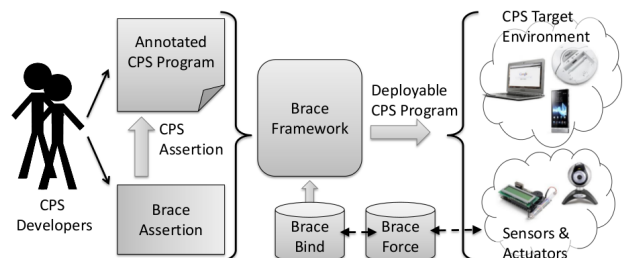 Annotated
CPS Program
CPS
Assertion
Brace
Assertion
CPS
Developers
Brace
Framework
Deployable
CPS Program
Brace
Bind
Brace
Force
CPS Target
Environment
Sensors &
Actuators